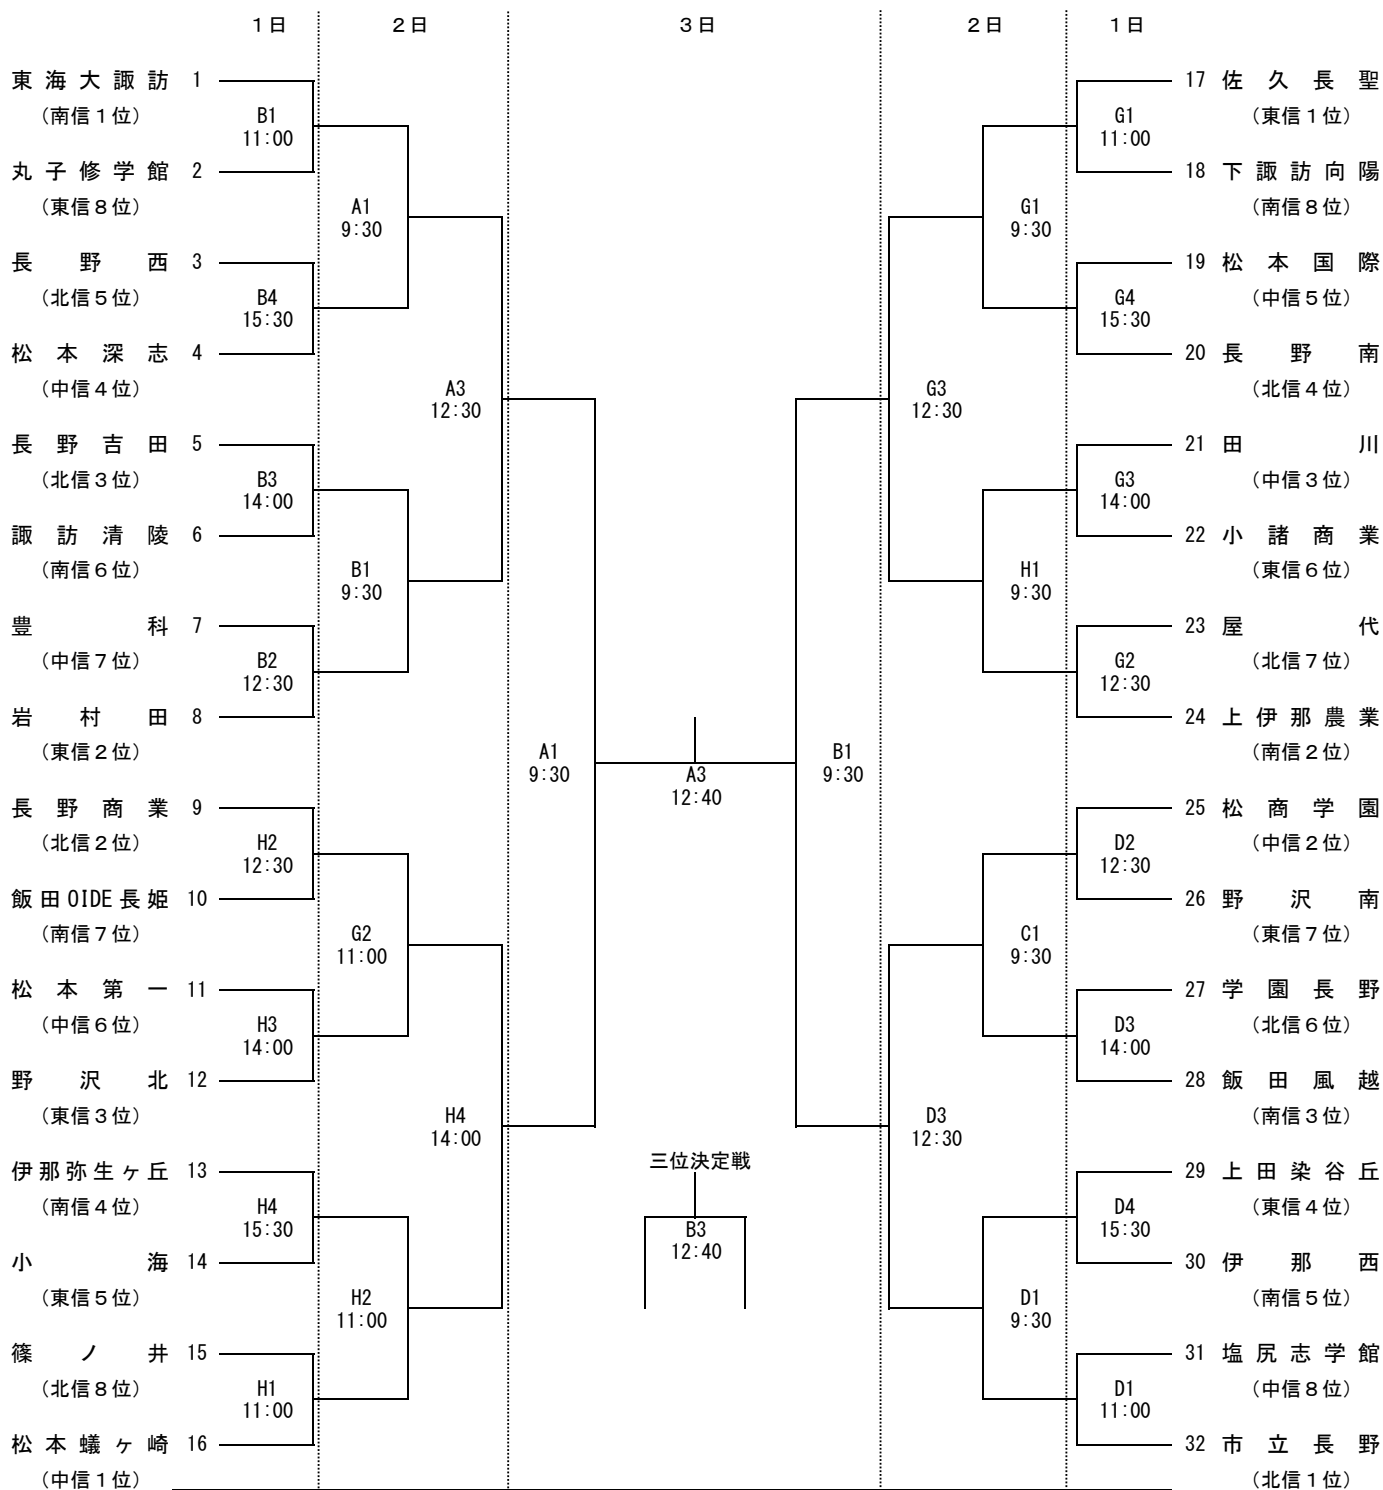 1日 2日 3日 2日 1日
東海大諏訪 1
(南信1位)
B1
11:00
丸子修学館 2
(東信8位)
A1
9:30
長野西 3
(北信5位)
B4
15:30
松本深志 4
(中信4位)
A3
12:30
長野吉田 5
(北信3位)
B3
14:00
諏訪清陵 6
(南信6位)
B1
9:30
豊科 7
(中信7位)
B2
12:30
岩村田 8
(東信2位)
A1
9:30
長野商業 9
(北信2位)
H2
12:30
飯田OIDE長姫 10
(南信7位)
G2
11:00
松本第一 11
(中信6位)
H3
14:00
野沢北 12
(東信3位)
H4
14:00
伊那弥生ヶ丘 13
(南信4位)
H4
15:30
小海 14
(東信5位)
H2
11:00
篠ノ井 15
(北信8位)
H1
11:00
松本蟻ヶ崎 16
(中信1位)
A3
12:40
三位決定戦
B3
12:40
17 佐久長聖
(東信1位)
G1
11:00
18 下諏訪向陽
(南信8位)
G1
9:30
19 松本国際
(中信5位)
G4
15:30
20 長野南
(北信4位)
G3
12:30
21 田川
(中信3位)
G3
14:00
22 小諸商業
(東信6位)
H1
9:30
23 屋代
(北信7位)
G2
12:30
24 上伊那農業
(南信2位)
B1
9:30
25 松商学園
(中信2位)
D2
12:30
26 野沢南
(東信7位)
C1
9:30
27 学園長野
(北信6位)
D3
14:00
28 飯田風越
(南信3位)
D3
12:30
29 上田染谷丘
(東信4位)
D4
15:30
30 伊那西
(南信5位)
D1
9:30
31 塩尻志学館
(中信8位)
D1
11:00
32 市立長野
(北信1位)